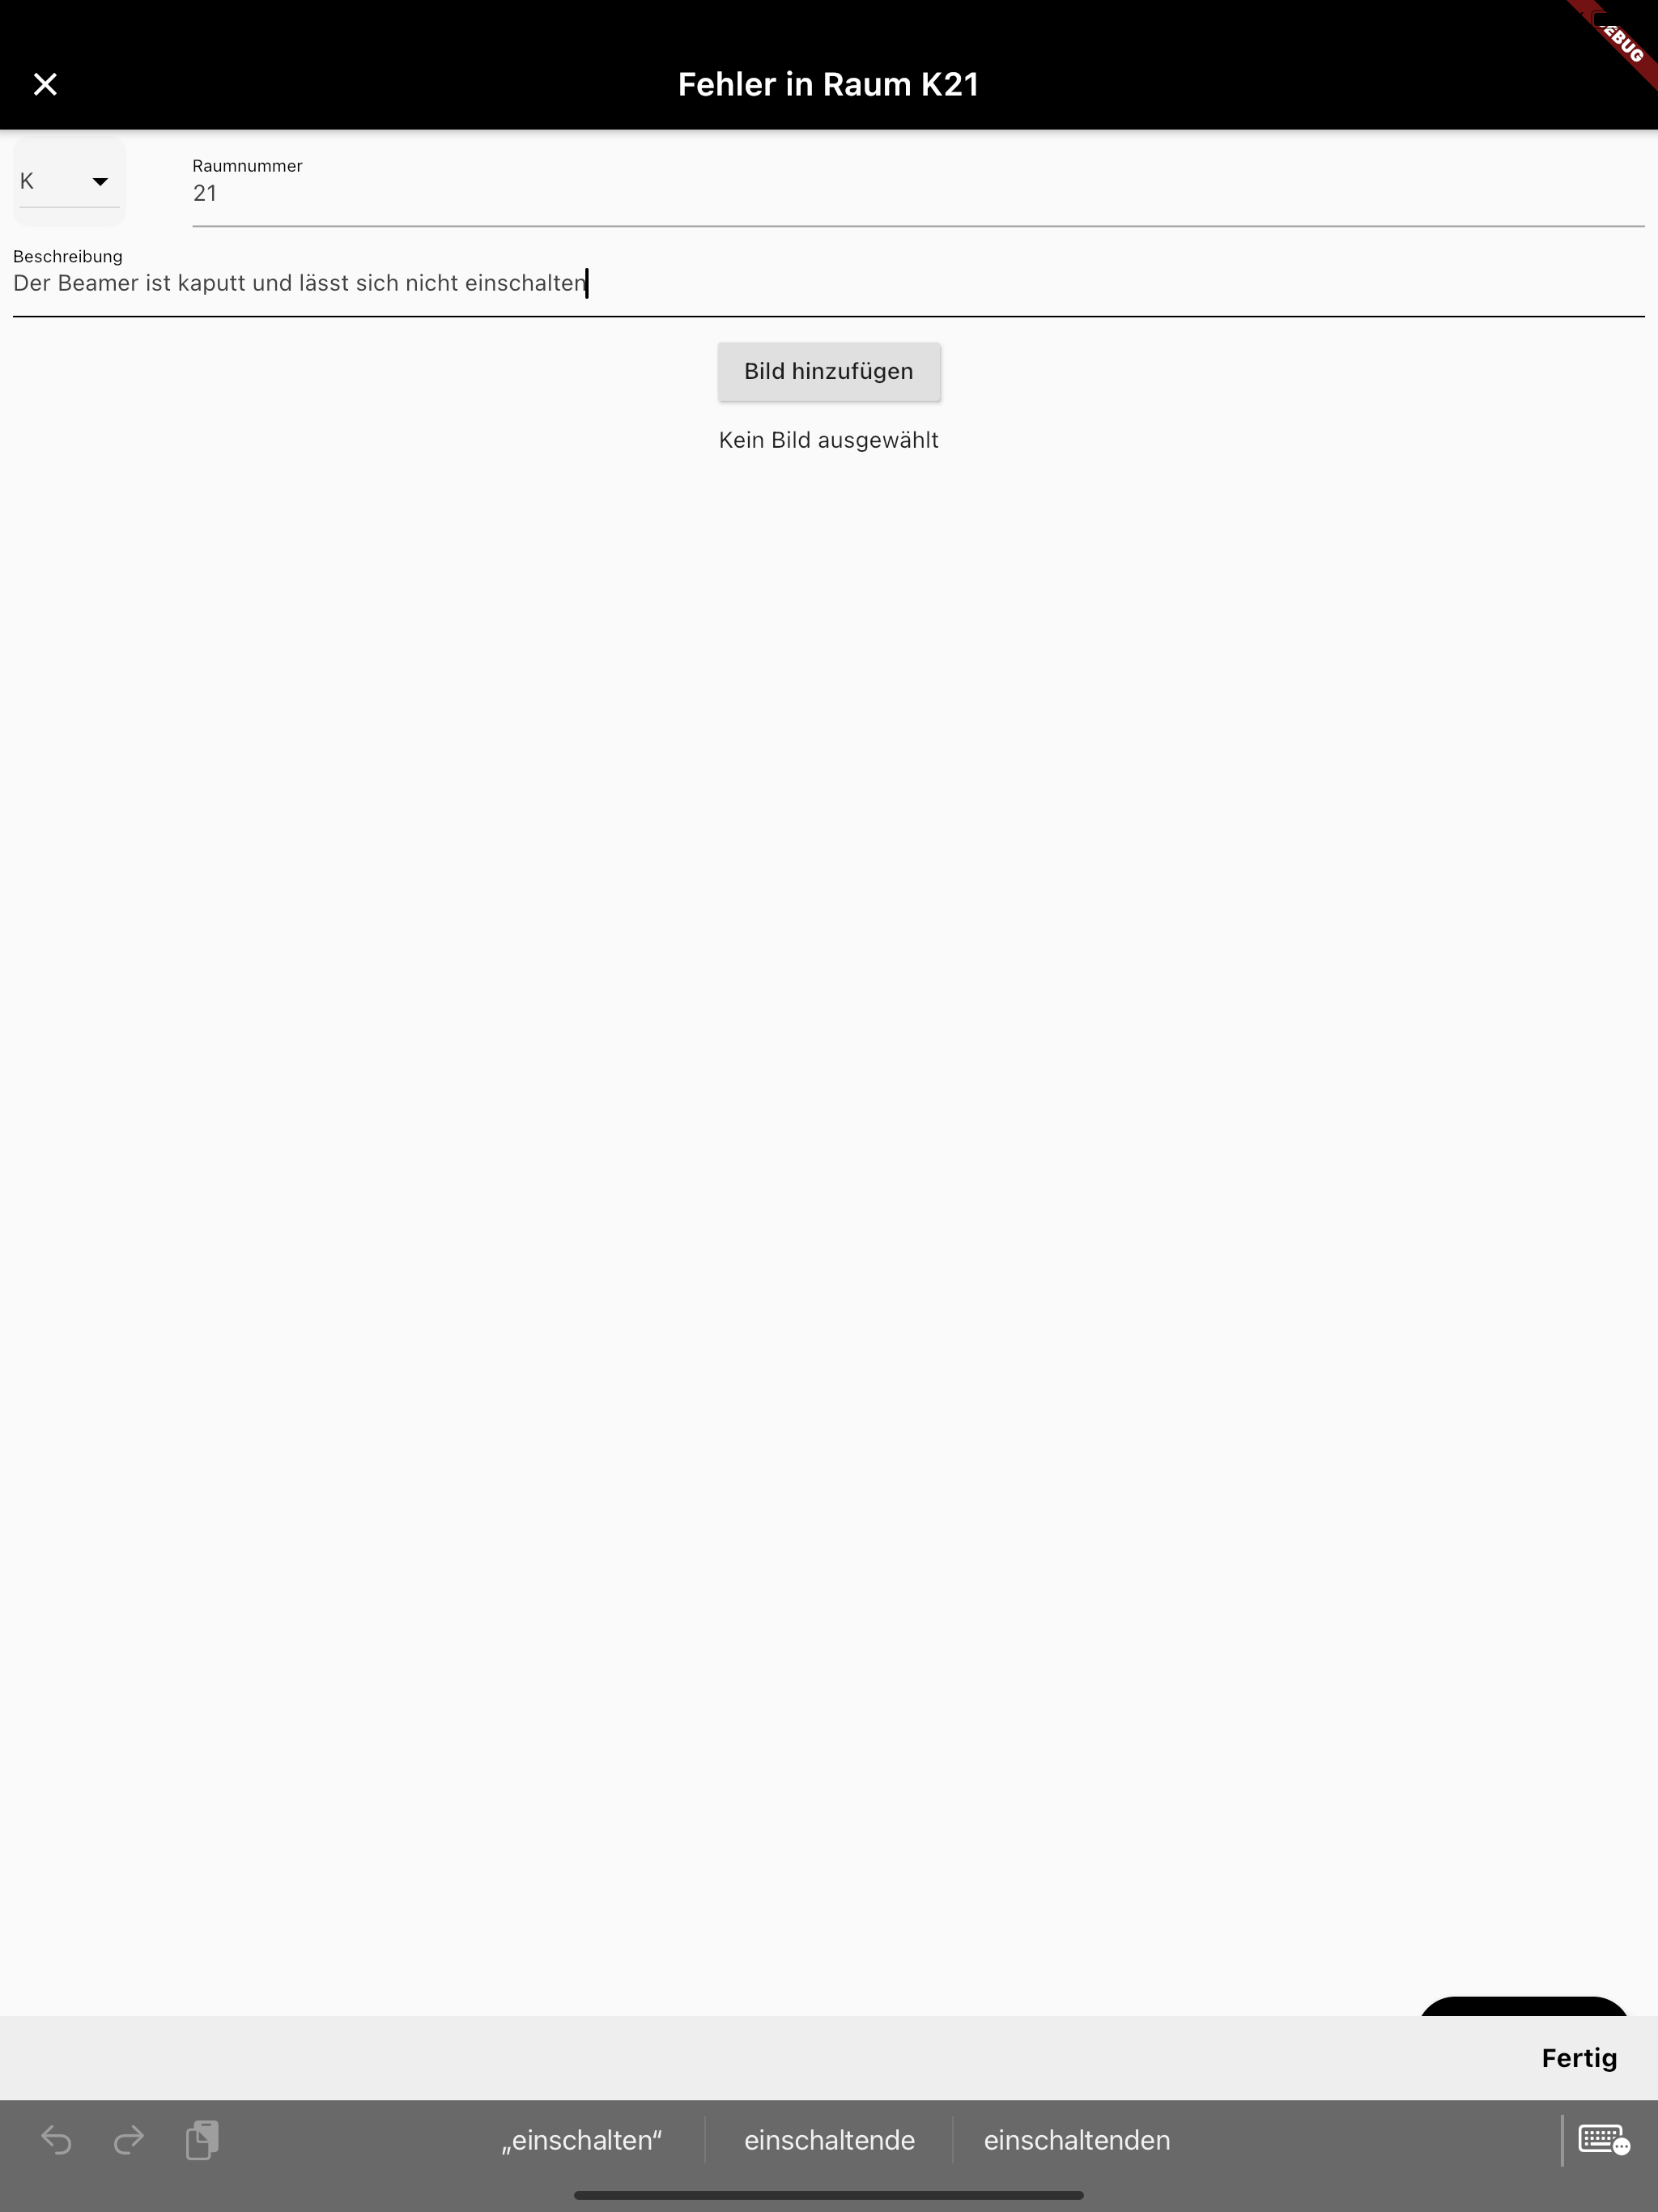 Fehler in Raum K21
K
Raumnummer
21
Beschreibung
Der Beamer ist kaputt und lässt sich nicht einschalten
Bild hinzufügen
Kein Bild ausgewählt
Fertig
„einschalten“ einschaltende einschaltenden